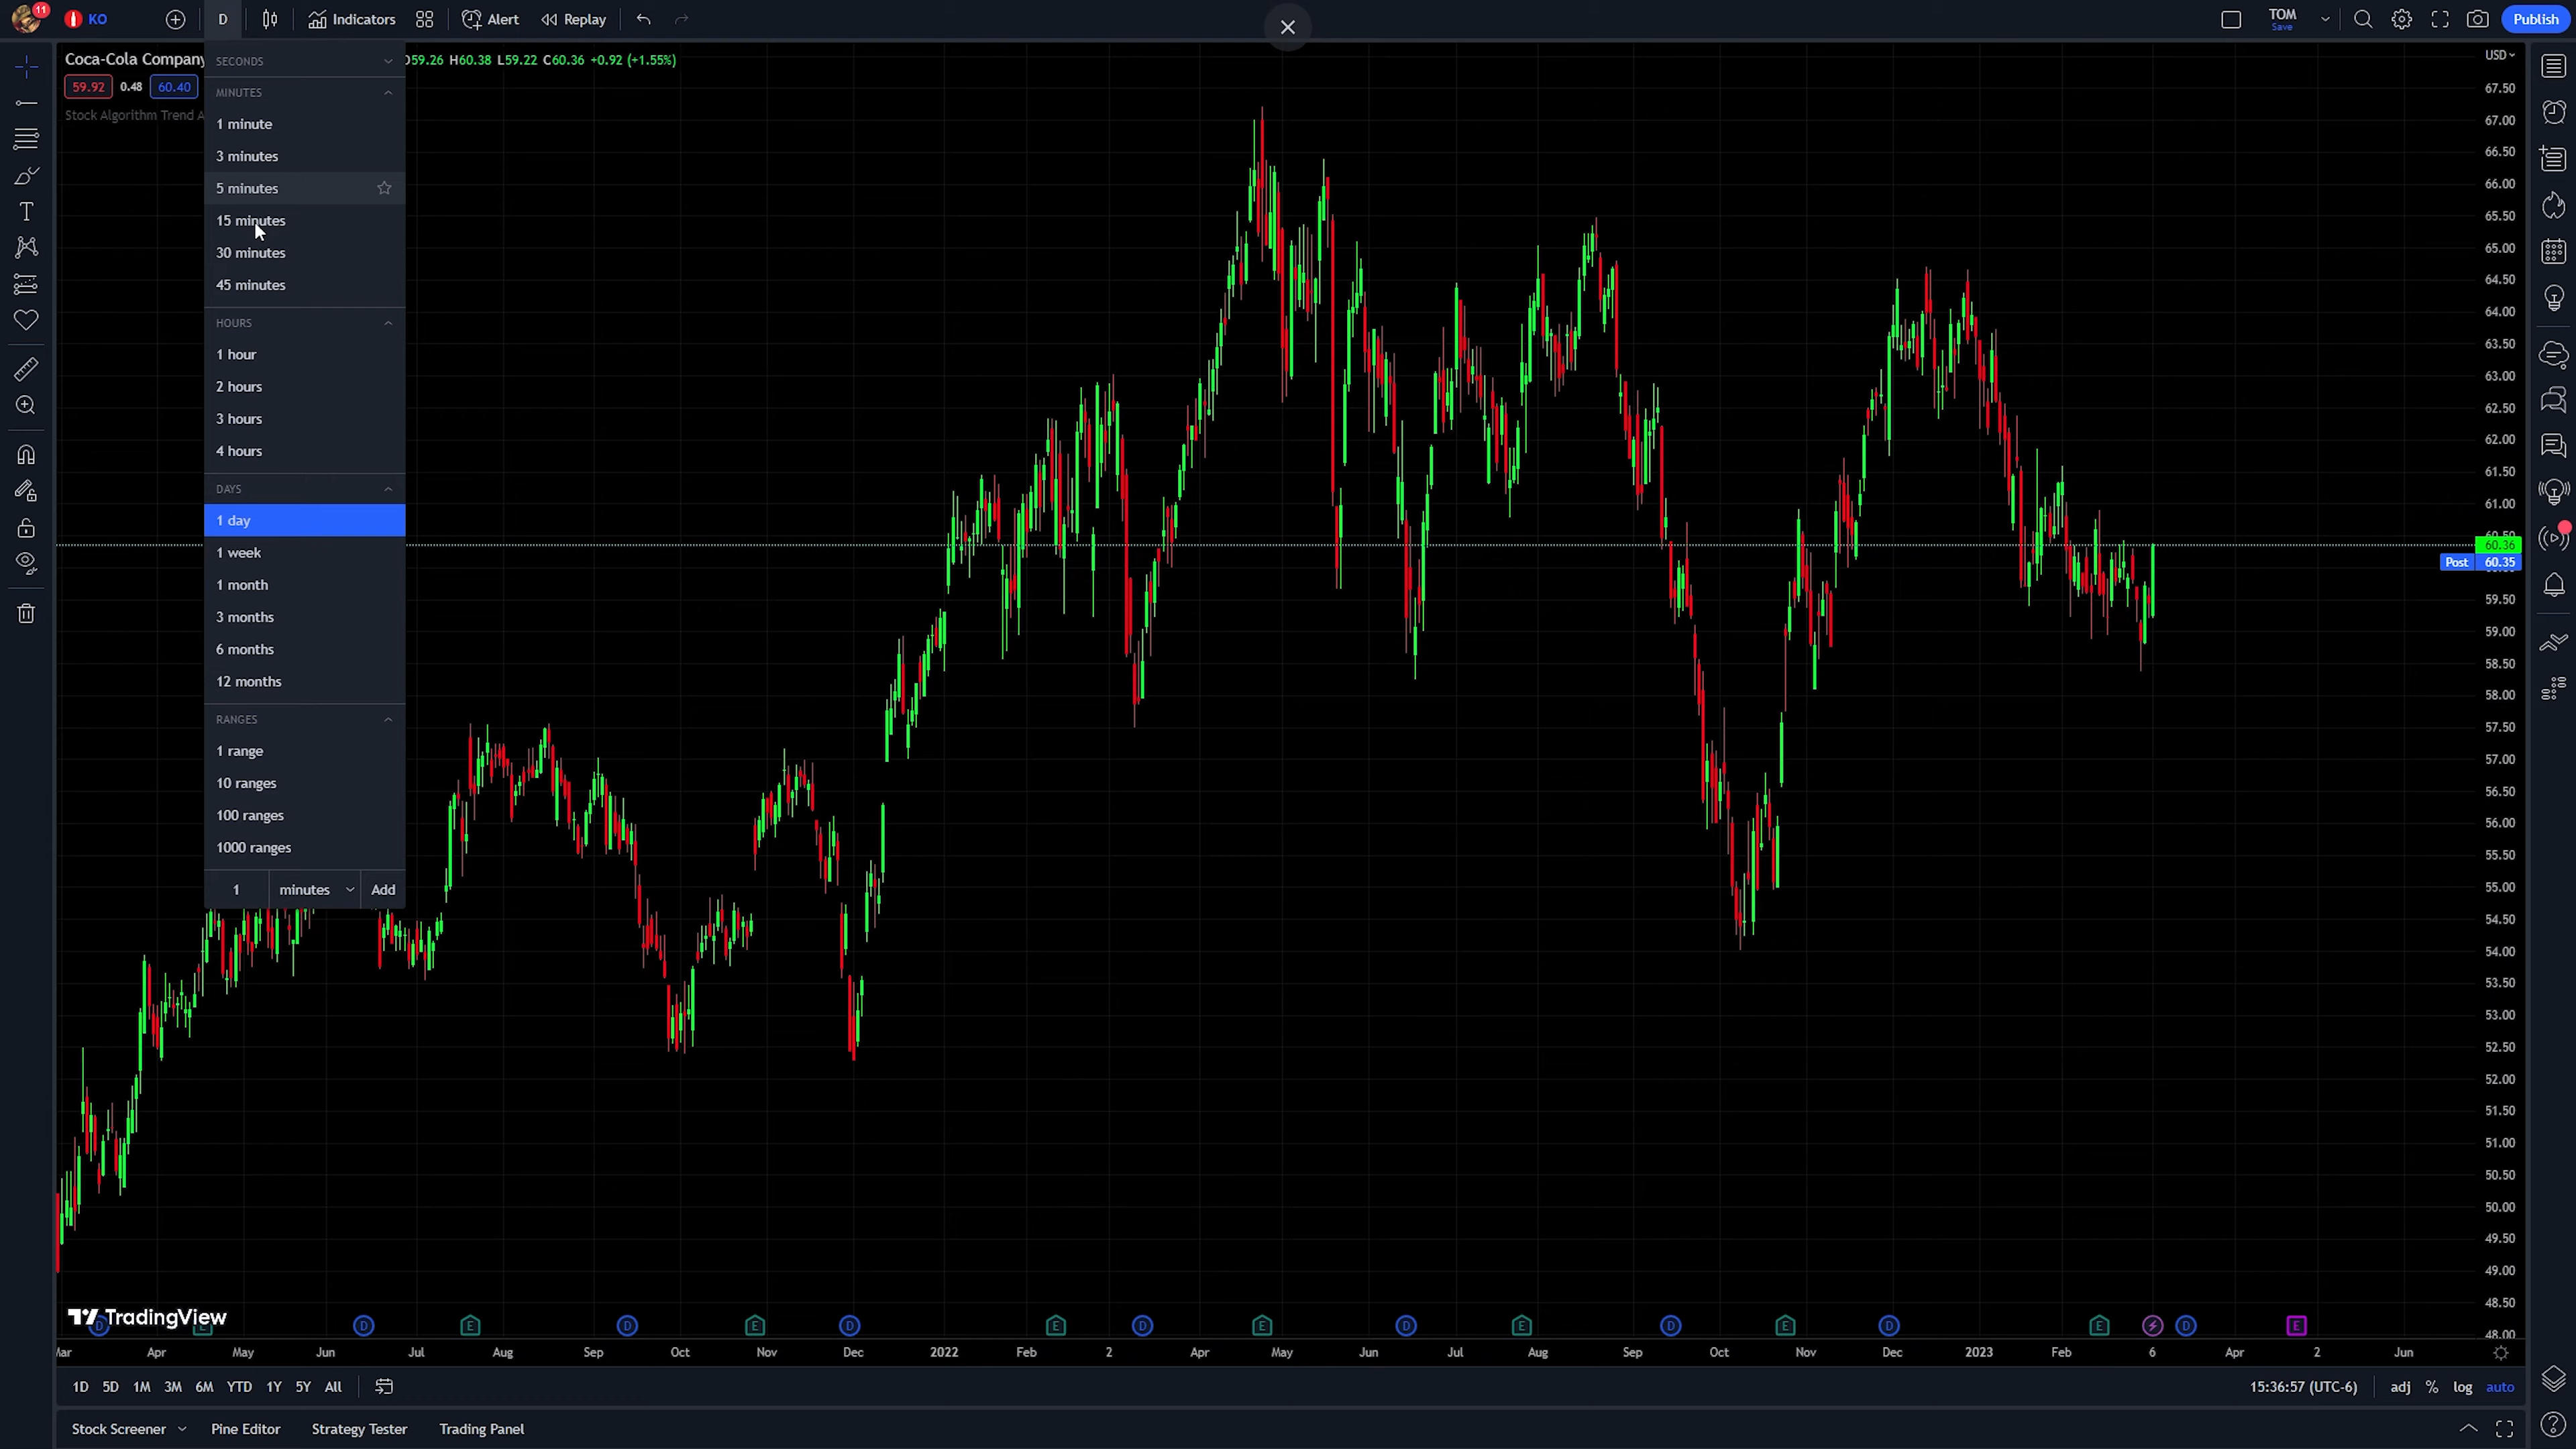 11 KO D Indicators Alert Replay TOM Save Publish
Coca-Cola Company 59.26 H60.38 L59.22 C60.36 +0.92 (+1.55%)
59.92 0.48 60.40
Stock Algorithm Trend A
SECONDS
MINUTES
1 minute
3 minutes
5 minutes
15 minutes
30 minutes
45 minutes
HOURS
1 hour
2 hours
3 hours
4 hours
DAYS
1 day
1 week
1 month
3 months
6 months
12 months
RANGES
1 range
10 ranges
100 ranges
1000 ranges
1 minutes Add
USD
67.50
67.00
66.50
66.00
65.50
65.00
64.50
64.00
63.50
63.00
62.50
62.00
61.50
61.00
60.36
Post 60.35
59.50
59.00
58.50
58.00
57.50
57.00
56.50
56.00
55.50
55.00
54.50
54.00
53.50
53.00
52.50
52.00
51.50
51.00
50.50
50.00
49.50
49.00
48.50
48.00
TradingView
D E D E D E D E D E D E D E D E D E
Mar Apr May Jun Jul Aug Sep Oct Nov Dec 2022 Feb 2 Apr May Jun Jul Aug Sep Oct Nov Dec 2023 Feb 6 Apr 2 Jun
1D 5D 1M 3M 6M YTD 1Y 5Y All 15:36:57 (UTC-6) adj % log auto
Stock Screener Pine Editor Strategy Tester Trading Panel